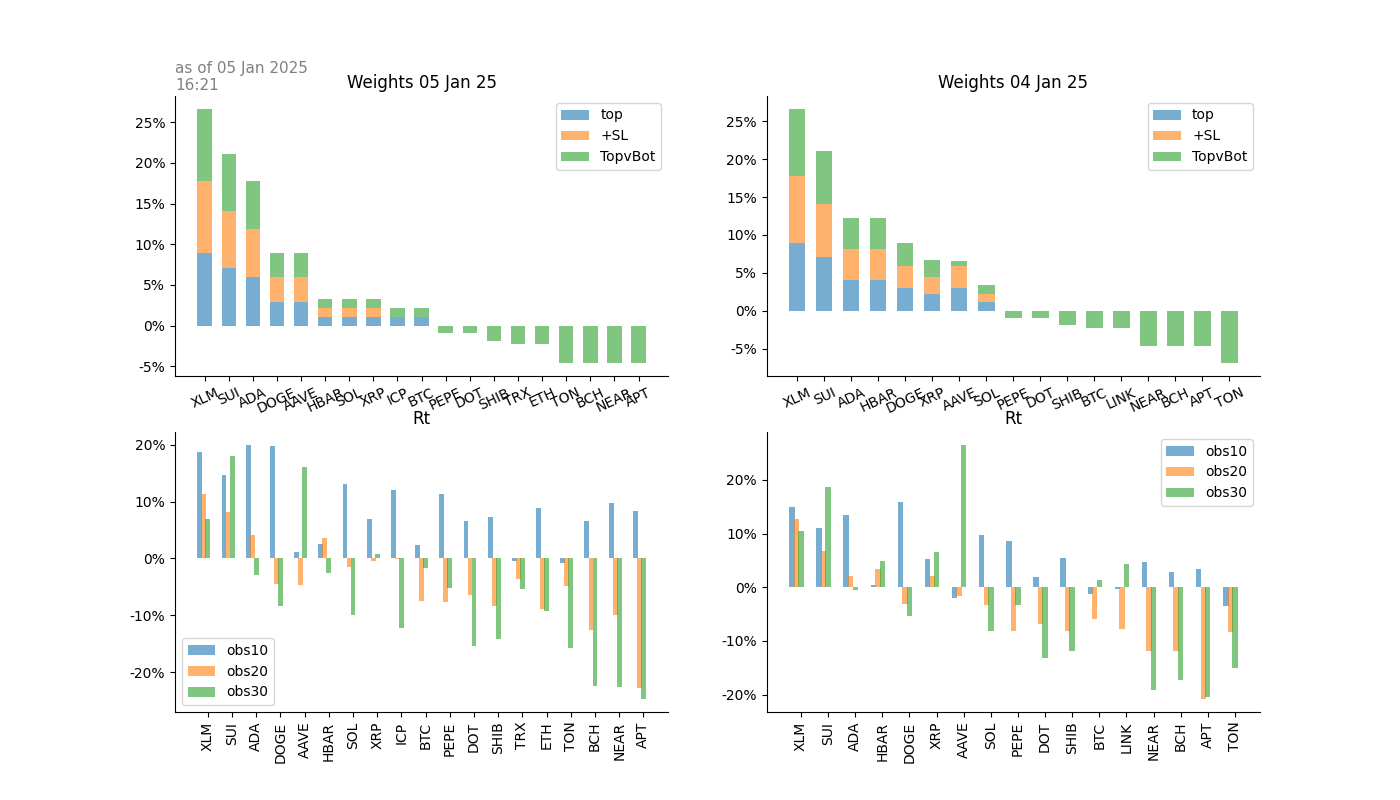 as of 05 Jan 2025
16:21
Weights 05 Jan 25
25%
20%
15%
10%
5%
0%
-5%
top
+SL
TopvBot
XLM SUI ADA DOGE AAVE HBAR SOL XRP ICP BTC PEPE DOT SHIB TRX ETH TON BCH NEAR APT
Weights 04 Jan 25
25%
20%
15%
10%
5%
0%
-5%
top
+SL
TopvBot
XLM SUI ADA HBAR DOGE XRP AAVE SOL PEPE DOT SHIB BTC LINK NEAR BCH APT TON
Rt
20%
10%
0%
-10%
-20%
obs10
obs20
obs30
XLM SUI ADA DOGE AAVE HBAR SOL XRP ICP BTC PEPE DOT SHIB TRX ETH TON BCH NEAR APT
Rt
20%
10%
0%
-10%
-20%
obs10
obs20
obs30
XLM SUI ADA HBAR DOGE XRP AAVE SOL PEPE DOT SHIB BTC LINK NEAR BCH APT TON